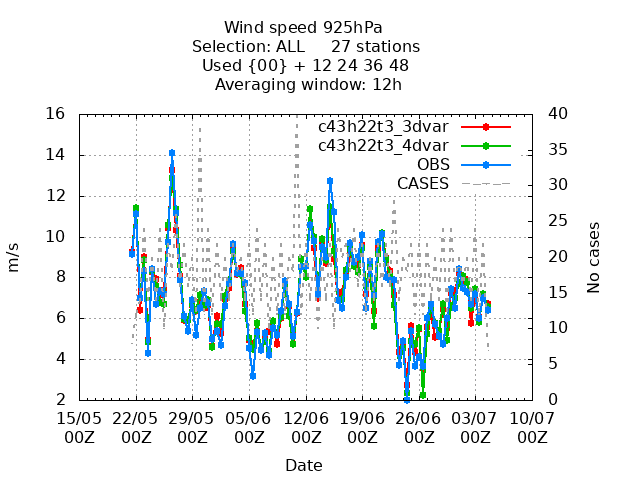 Wind speed 925hPa
Selection: ALL 27 stations
Used {00} + 12 24 36 48
Averaging window: 12h
c43h22t3_3dvar
c43h22t3_4dvar
OBS
CASES
16
14
12
10
8
6
4
2
m/s
40
35
30
25
20
15
10
5
0
No cases
15/05 22/05 29/05 05/06 12/06 19/06 26/06 03/07 10/07
00Z 00Z 00Z 00Z 00Z 00Z 00Z 00Z 00Z
Date